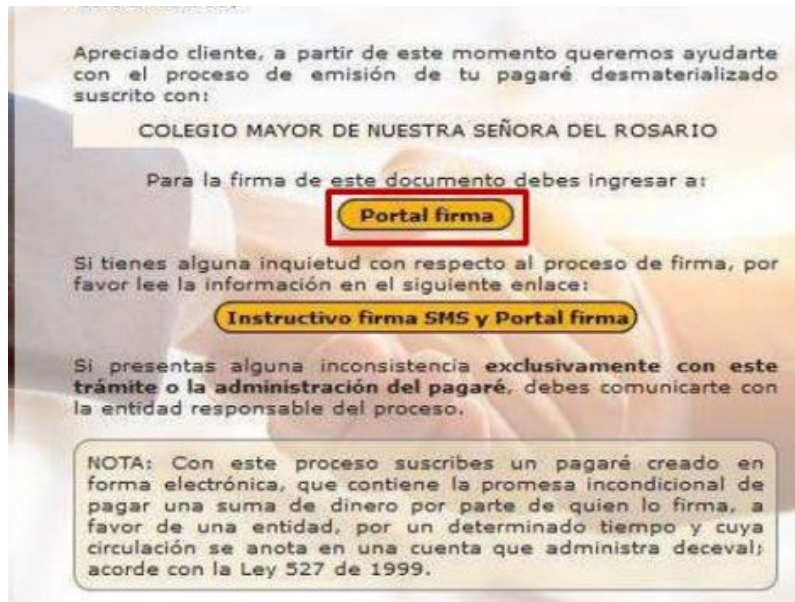 Apreciado cliente, a partir de este momento queremos ayudarte
con el proceso de emisión de tu pagaré desmaterializado
suscrito con:
COLEGIO MAYOR DE NUESTRA SEÑORA DEL ROSARIO
Para la firma de este documento debes ingresar a:
Portal firma
Si tienes alguna inquietud con respecto al proceso de firma, por
favor lee la información en el siguiente enlace:
Instructivo firma SMS y Portal firma
Si presentas alguna inconsistencia exclusivamente con este
trámite o la administración del pagaré, debes comunicarte con
la entidad responsable del proceso.
NOTA: Con este proceso suscribes un pagaré creado en
forma electrónica, que contiene la promesa incondicional de
pagar una suma de dinero por parte de quien lo firma, a
favor de una entidad, por un determinado tiempo y cuya
circulación se anota en una cuenta que administra deceval;
acorde con la Ley 527 de 1999.